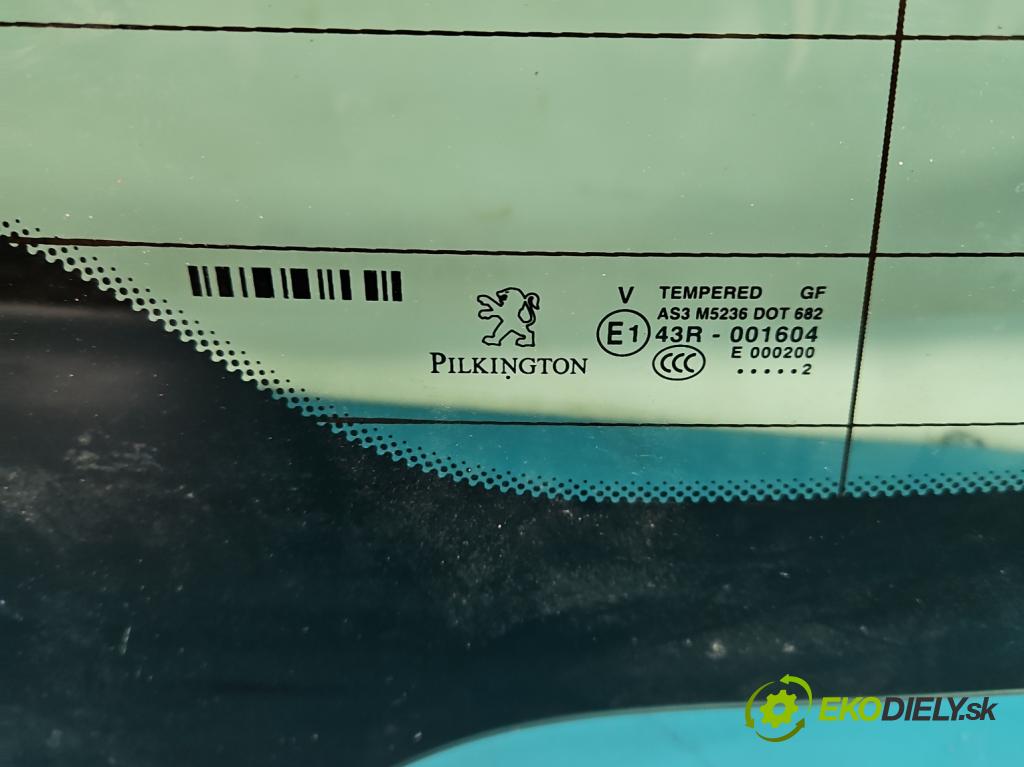 V TEMPERED GF
AS3 M5236 DOT 682
E1 43R - 001604
CCC E 000200
.....2
PILKINGTON
EKODIELY.sk